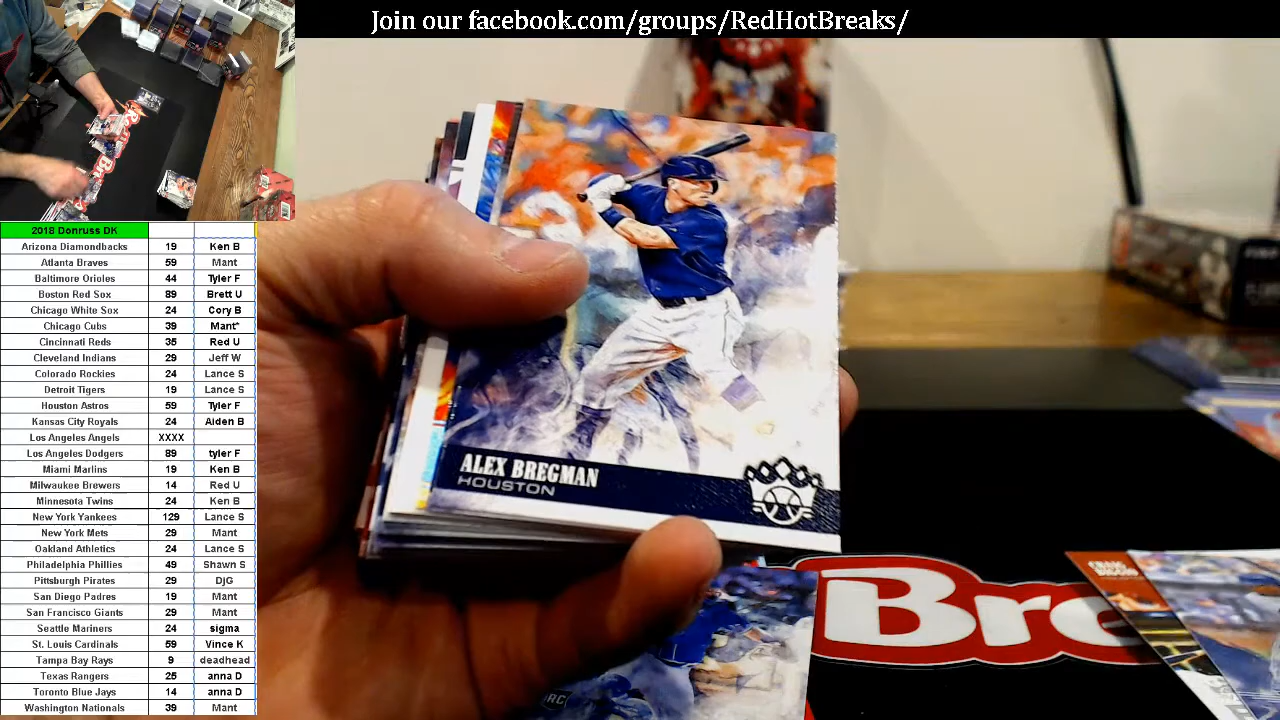 Join our facebook.com/groups/RedHotBreaks/
2018 Donruss DK
Arizona Diamondbacks 19 Ken B
Atlanta Braves 59 Mant
Baltimore Orioles 44 Tyler F
Boston Red Sox 89 Brett U
Chicago White Sox 24 Cory B
Chicago Cubs 39 Mant*
Cincinnati Reds 35 Red U
Cleveland Indians 29 Jeff W
Colorado Rockies 24 Lance S
Detroit Tigers 19 Lance S
Houston Astros 59 Tyler F
Kansas City Royals 24 Aiden B
Los Angeles Angels XXXX
Los Angeles Dodgers 89 tyler F
Miami Marlins 19 Ken B
Milwaukee Brewers 14 Red U
Minnesota Twins 24 Ken B
New York Yankees 129 Lance S
New York Mets 29 Mant
Oakland Athletics 24 Lance S
Philadelphia Phillies 49 Shawn S
Pittsburgh Pirates 29 DjG
San Diego Padres 19 Mant
San Francisco Giants 29 Mant
Seattle Mariners 24 sigma
St. Louis Cardinals 59 Vince K
Tampa Bay Rays 9 deadhead
Texas Rangers 25 anna D
Toronto Blue Jays 14 anna D
Washington Nationals 39 Mant
ALEX BREGMAN
HOUSTON
Bre